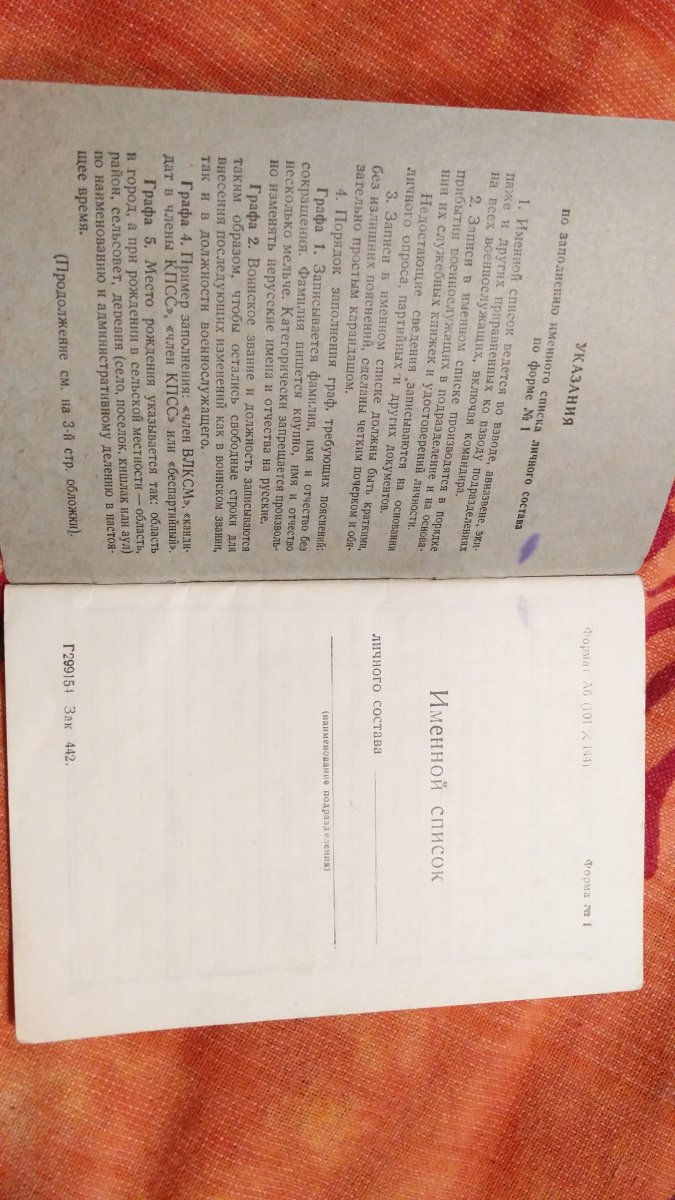 УКАЗАНИЯ
по заполнению именного списка личного состава
по форме № 1
1. Именной список ведется во взводе, авиазвене, эки-
паже и других приравненных ко взводу подразделениях
на всех военнослужащих, включая командира.
2. Записи в именном списке производятся в порядке
прибытия военнослужащих в подразделение и на основа-
нии их служебных книжек и удостоверений личности.
Недостающие сведения записываются на основании
личного опроса, партийных и других документов.
3. Записи в именном списке должны быть краткими,
без излишних пояснений, сделаны четким почерком и обя-
зательно простым карандашом.
4. Порядок заполнения граф, требующих пояснений:
Графа 1. Записывается фамилия, имя и отчество без
сокращения. Фамилия пишется крупно, имя и отчество
несколько мельче. Категорически запрещается произволь-
но изменять нерусские имена и отчества на русские.
Графа 2. Воинское звание и должность записываются
таким образом, чтобы остались свободные строки для
внесения последующих изменений как в воинском звании,
так и в должности военнослужащего.
Графа 4. Пример заполнения: «член ВЛКСМ», «канди-
дат в члены КПСС», «член КПСС» или «беспартийный».
Графа 5. Место рождения указывается так: область
и город, а при рождении в сельской местности — область,
район, сельсовет, деревня (село, поселок, кишлак или аул)
по наименованию и административному делению в настоя-
щее время.
(Продолжение см. на 3-й стр. обложки).
Формат А6 (101 × 144)
Форма № 1
Именной список
личного состава
(наименование подразделения)
Г299154 Зак 442.